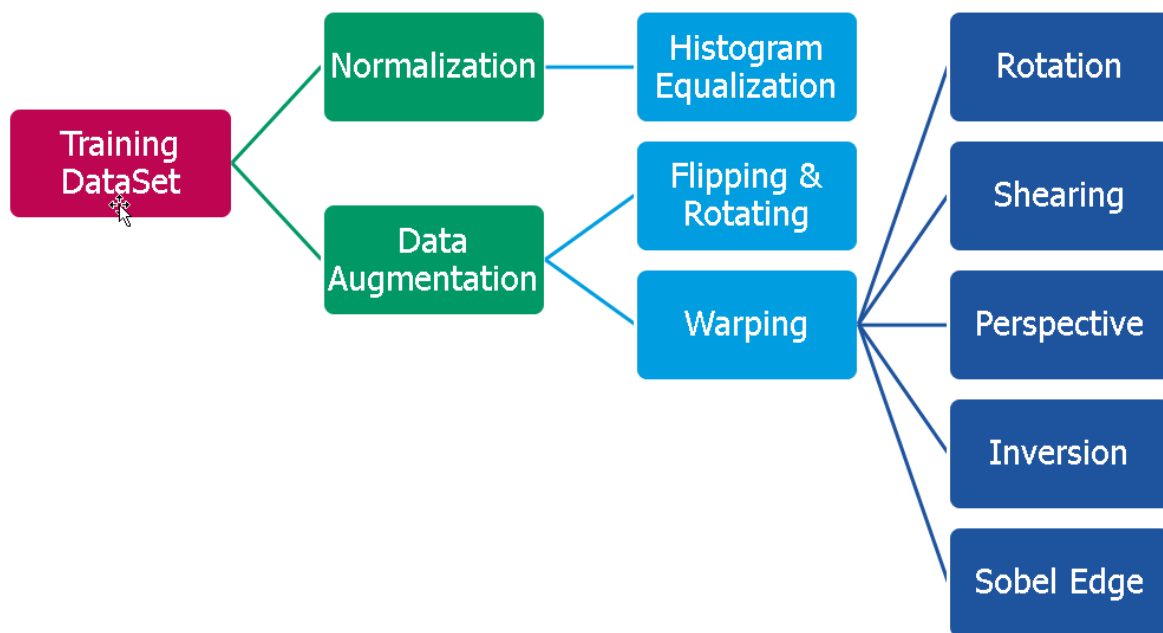 Training
DataSet
Normalization
Data
Augmentation
Histogram
Equalization
Flipping &
Rotating
Warping
Rotation
Shearing
Perspective
Inversion
Sobel Edge